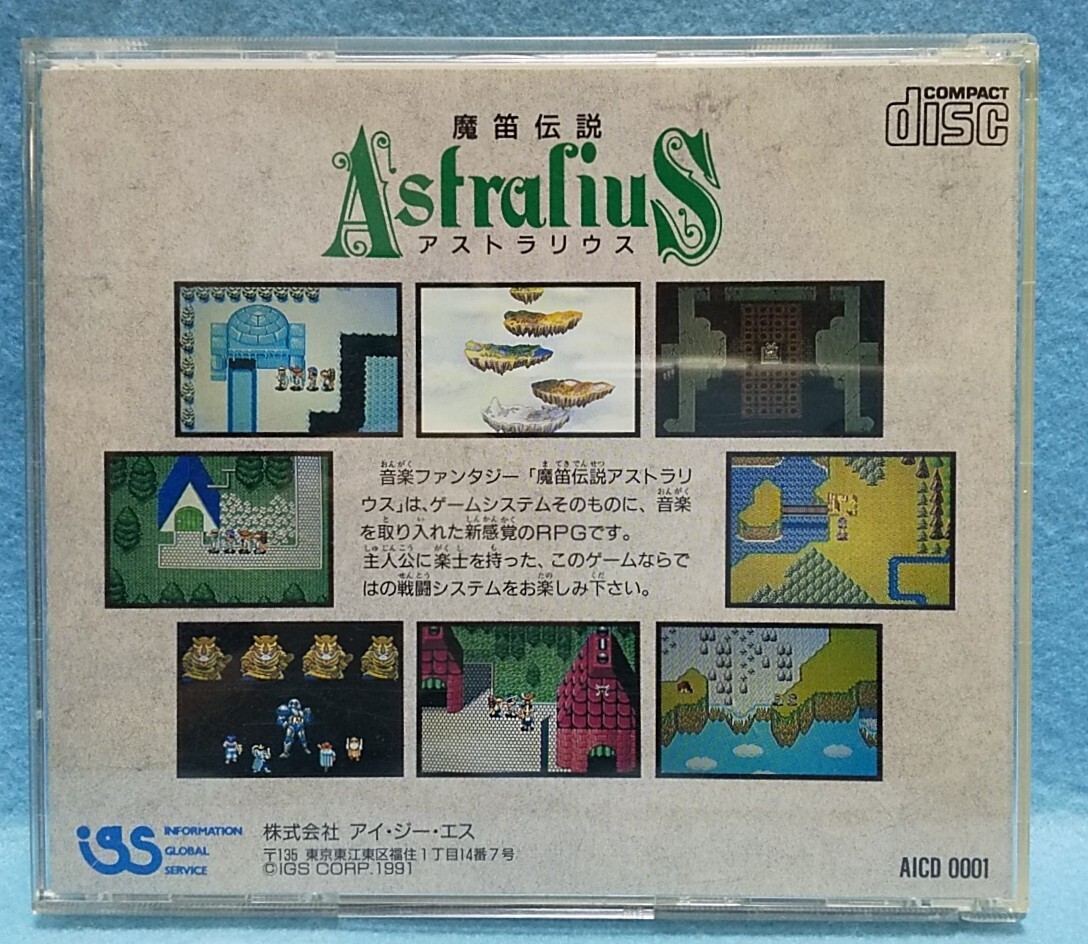 COMPACT
disc
魔笛伝説
AstraliuS
アストラリウス
音楽ファンタジー「魔笛伝説アストラリ
ウス」は、ゲームシステムそのものに、音楽
を取り入れた新感覚のRPGです。
主人公に楽士を持った、このゲームならで
はの戦闘システムをお楽しみ下さい。
igs INFORMATION
GLOBAL
SERVICE
株式会社 アイ・ジー・エス
〒135 東京東江東区福住1丁目14番7号
©IGS CORP.1991
AICD 0001